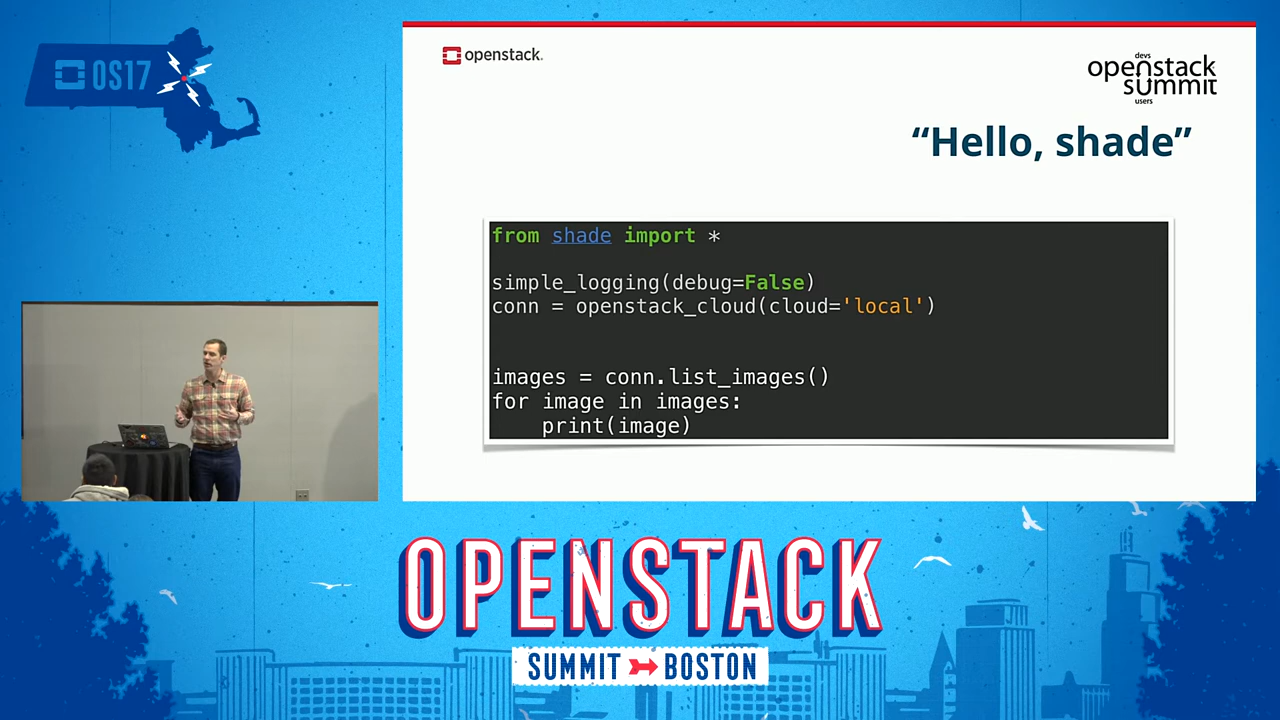 OS17
openstack.
devs
openstack
summit
users
“Hello, shade”
from shade import *
simple_logging(debug=False)
conn = openstack_cloud(cloud='local')
images = conn.list_images()
for image in images:
    print(image)
OPENSTACK
SUMMIT BOSTON